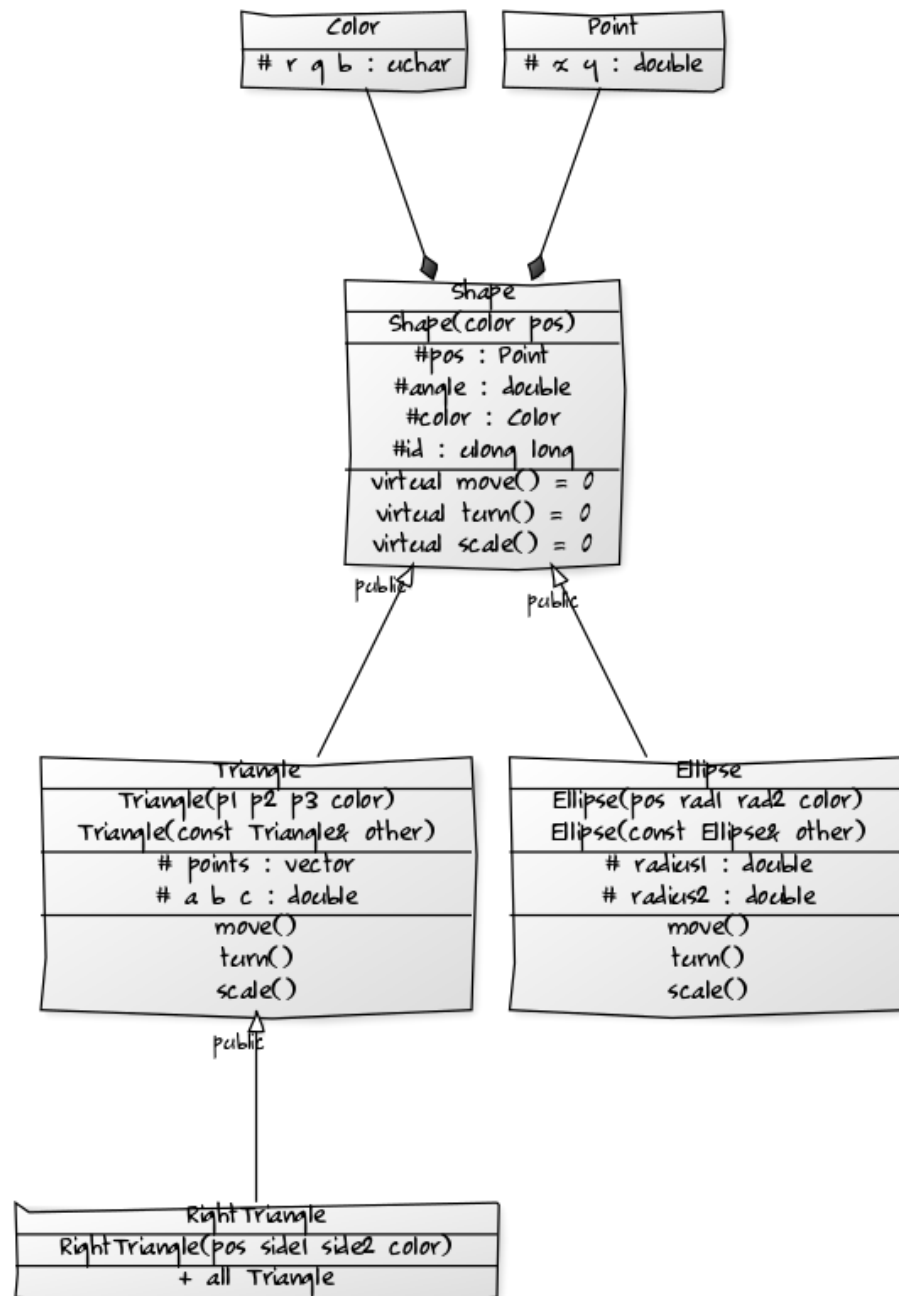 Color
# r g b : uchar
Point
# x y : double
Shape
Shape(color pos)
#pos : Point
#angle : double
#color : Color
#id : ulong long
virtual move() = 0
virtual turn() = 0
virtual scale() = 0
public
public
Triangle
Triangle(p1 p2 p3 color)
Triangle(const Triangle& other)
# points : vector
# a b c : double
move()
turn()
scale()
Ellipse
Ellipse(pos rad1 rad2 color)
Ellipse(const Ellipse& other)
# radius1 : double
# radius2 : double
move()
turn()
scale()
public
RightTriangle
RightTriangle(pos side1 side2 color)
+ all Triangle